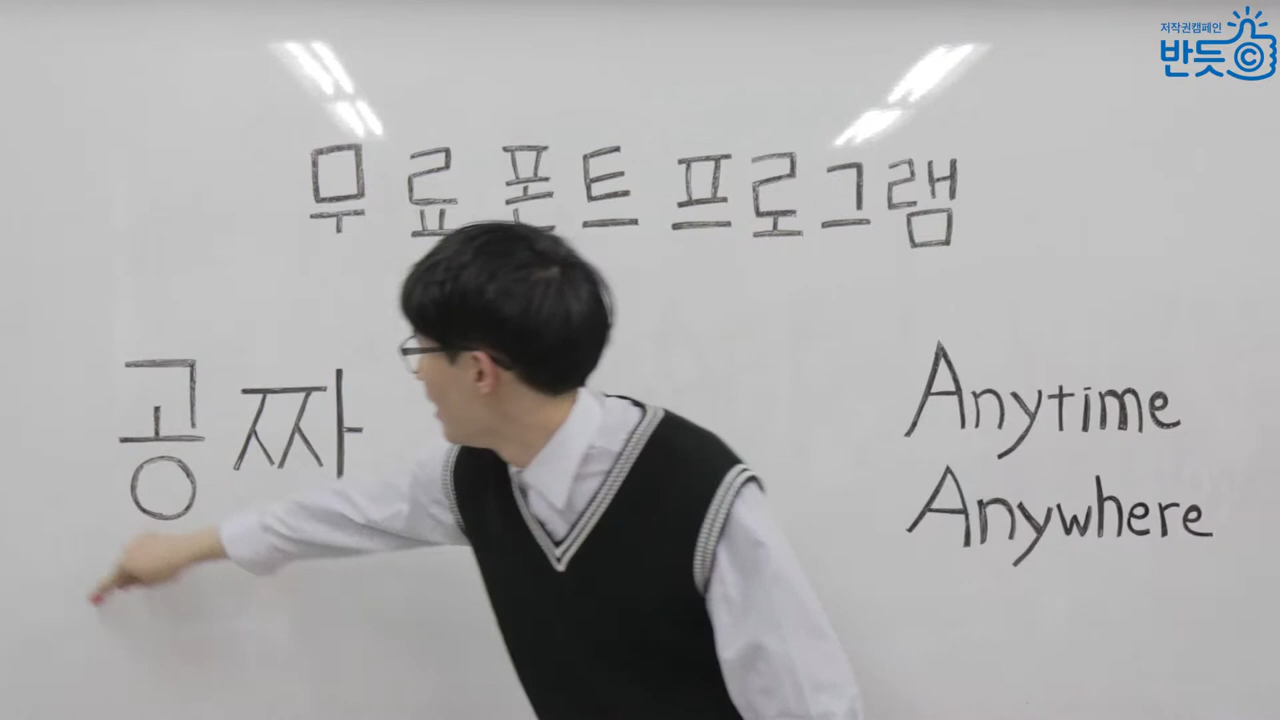 저작권캠페인
반듯
무료 폰트 프로그램
공짜
Anytime
Anywhere